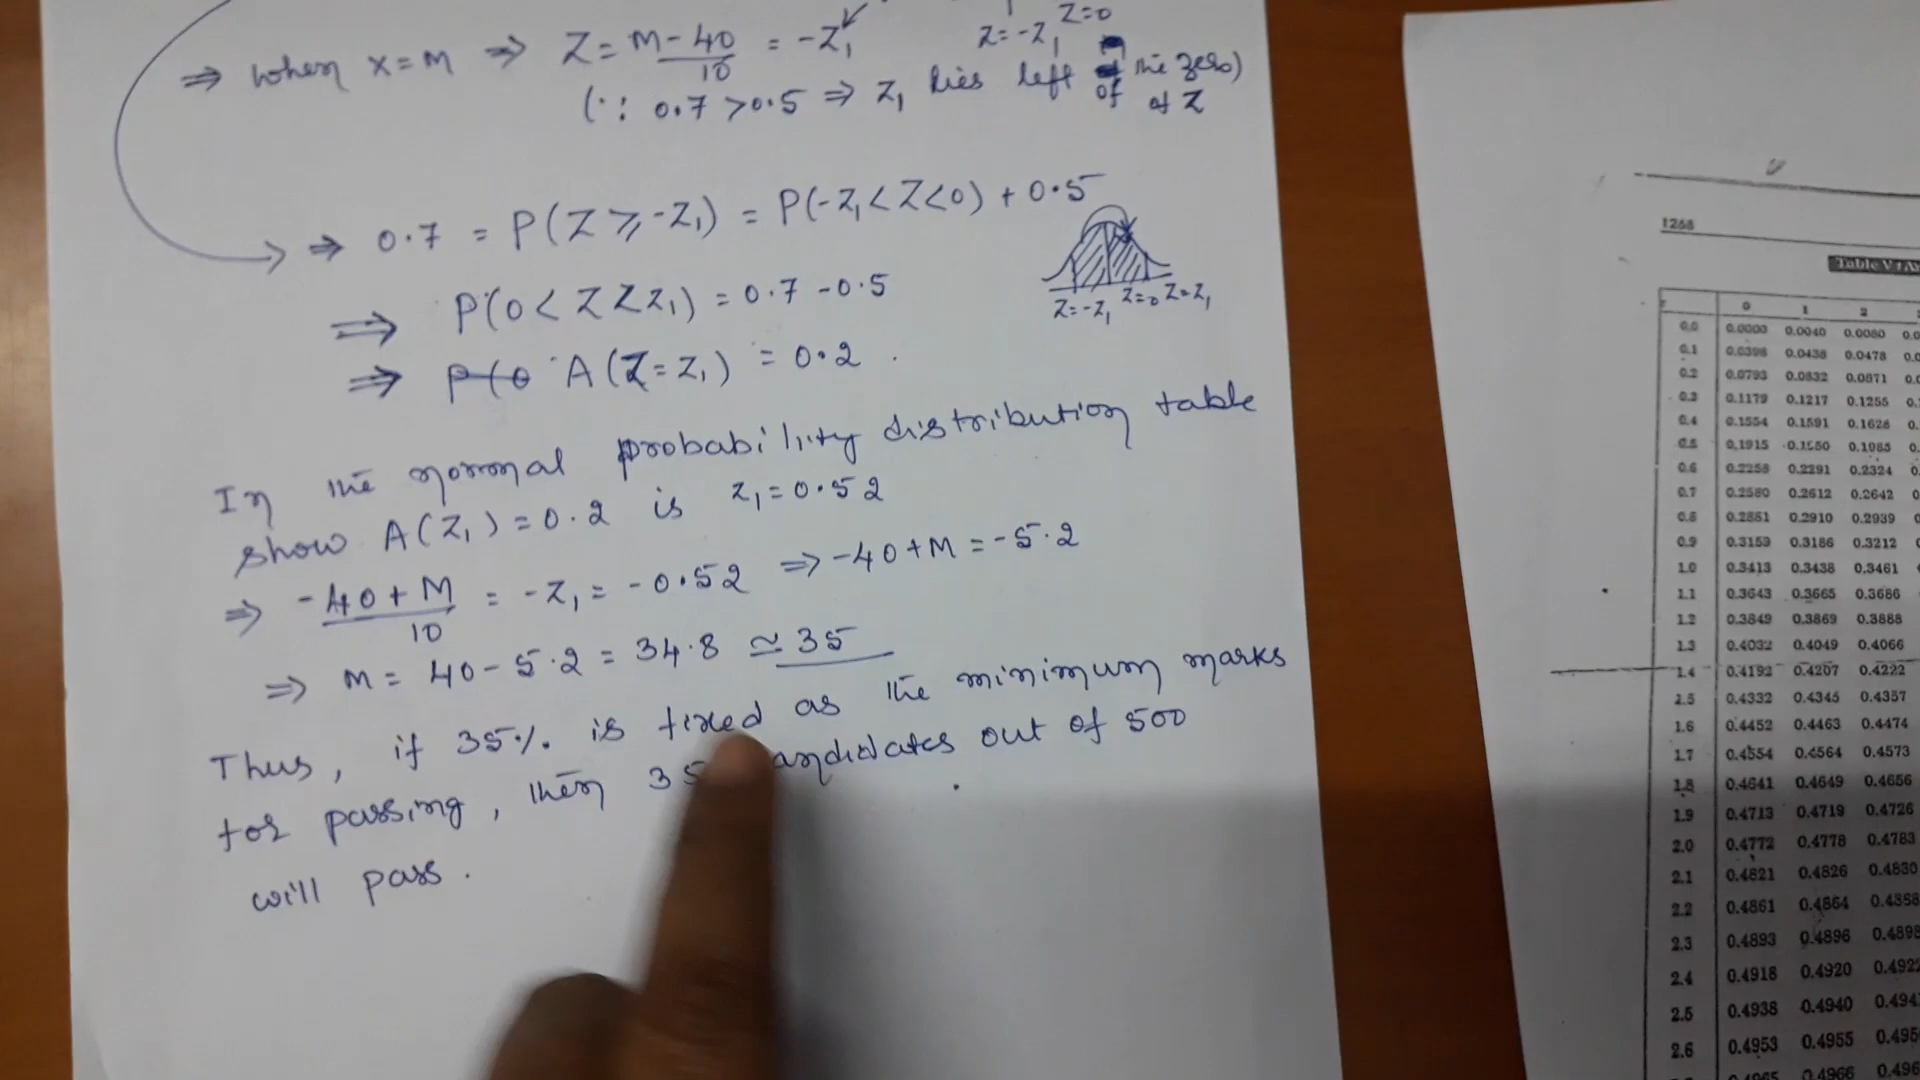 Z=0
Z=-Z₁
⇒ when x=M ⇒ Z = M-40/10 = -Z₁
(∵ 0.7 > 0.5 ⇒ Z₁ lies left of the zero)
of Z
⇒ 0.7 = P(Z ≥ -Z₁) = P(-Z₁<Z<0) + 0.5
Z=-Z₁ Z=0 Z=Z₁
⇒ P(0<Z<Z₁) = 0.7 - 0.5
⇒ A(Z=Z₁) = 0.2
In the normal probability distribution table
show A(Z₁) = 0.2 is Z₁ = 0.52
⇒ -40+M/10 = -Z₁ = -0.52 ⇒ -40+M = -5.2
⇒ M = 40 - 5.2 = 34.8 ≃ 35
Thus, if 35% is fixed as the minimum marks
for passing, then 35 andidates out of 500
will pass.
1268
Table V
0 1 2
0.0 0.0000 0.0040 0.0080
0.1 0.0398 0.0438 0.0478
0.2 0.0793 0.0832 0.0871
0.3 0.1179 0.1217 0.1255
0.4 0.1554 0.1591 0.1628
0.5 0.1915 0.1985
0.6 0.2258 0.2291 0.2324
0.7 0.2580 0.2612 0.2642
0.2881 0.2910 0.2939
0.9 0.3159 0.3186 0.3212
1.0 0.3413 0.3438 0.3461
1.1 0.3643 0.3665 0.3686
1.2 0.3849 0.3869 0.3888
1.3 0.4032 0.4049 0.4066
1.4 0.4192 0.4207 0.4222
0.4332 0.4345 0.4357
1.6 0.4452 0.4463 0.4474
1.7 0.4554 0.4564 0.4573
1.8 0.4641 0.4649 0.4656
1.9 0.4713 0.4719 0.4726
2.0 0.4772 0.4778 0.4783
2.1 0.4821 0.4826 0.4830
2.2 0.4861 0.4864
2.3 0.4893 0.4896 0.4898
2.4 0.4918 0.4920 0.492
2.5 0.4938 0.4940 0.494
2.6 0.4953 0.4955 0.495
0.4965 0.4966 0.496